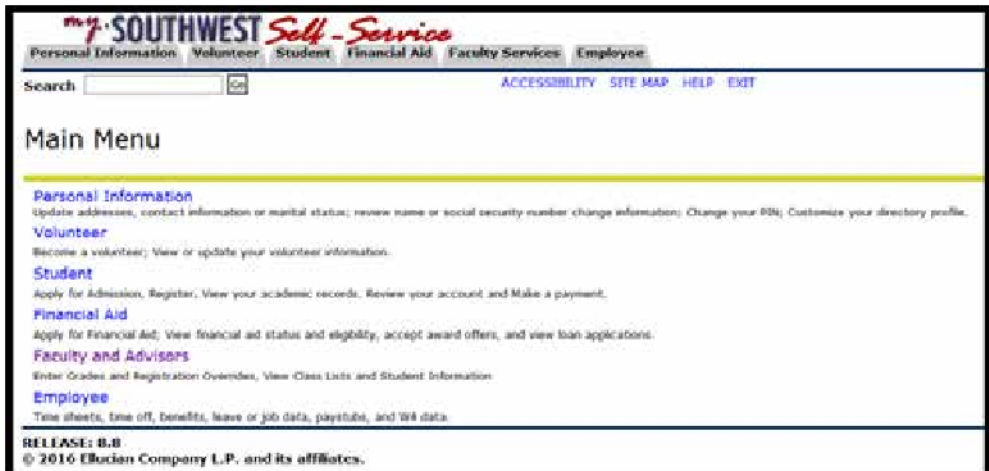 my.SOUTHWEST Self-Service
Personal Information Volunteer Student Financial Aid Faculty Services Employee
Search Go ACCESSIBILITY SITE MAP HELP EXIT
Main Menu
Personal Information
Update addresses, contact information or marital status; review name or social security number change information; Change your PIN; Customize your directory profile.
Volunteer
Become a volunteer; View or update your volunteer information.
Student
Apply for Admission, Register, View your academic records, Review your account and Make a payment.
Financial Aid
Apply for Financial Aid; View financial aid status and eligibility, accept award offers, and view loan applications.
Faculty and Advisors
Enter Grades and Registration Overrides, View Class Lists and Student Information
Employee
Time sheets, time off, benefits, leave or job data, paystubs, and W4 data.
RELEASE: 8.8
© 2016 Ellucian Company L.P. and its affiliates.